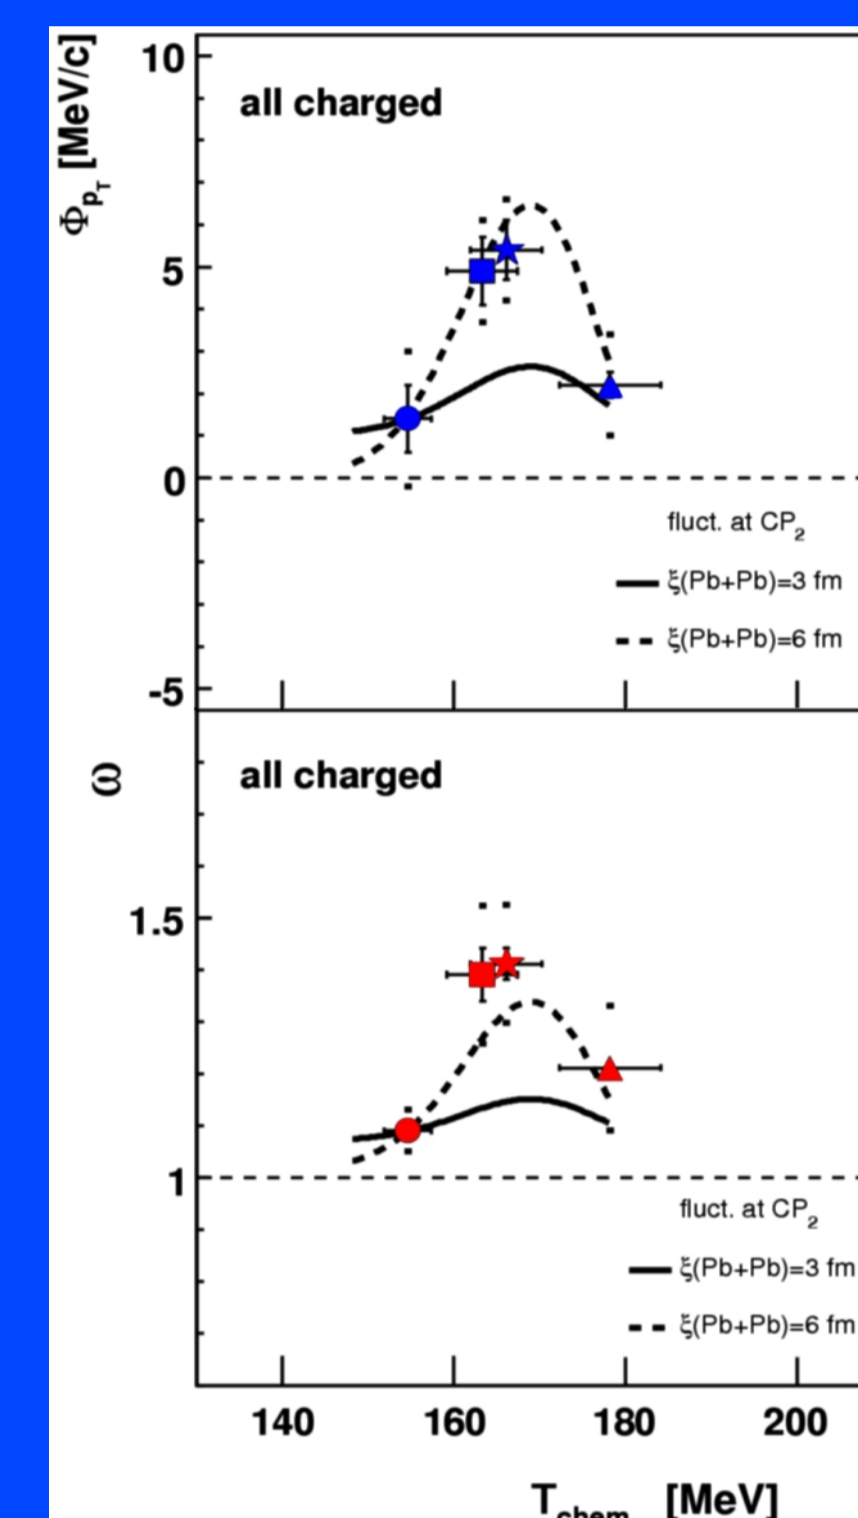 Φ_pT [MeV/c]
10
all charged
5
0
fluct. at CP₂
ξ(Pb+Pb)=3 fm
ξ(Pb+Pb)=6 fm
-5
ω
all charged
1.5
1
fluct. at CP₂
ξ(Pb+Pb)=3 fm
ξ(Pb+Pb)=6 fm
140 160 180 200
T_chem [MeV]